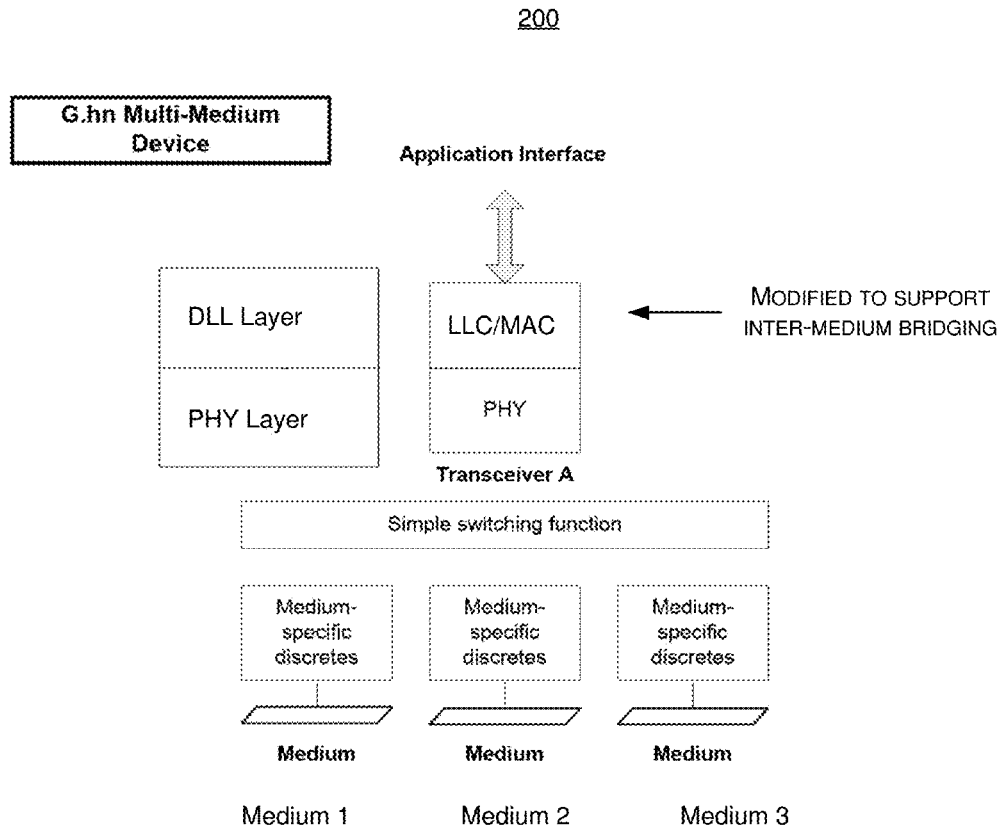 200
G.hn Multi-Medium
Device
Application Interface
DLL Layer
LLC/MAC
MODIFIED TO SUPPORT
INTER-MEDIUM BRIDGING
PHY Layer
PHY
Transceiver A
Simple switching function
Medium-
specific
discretes
Medium-
specific
discretes
Medium-
specific
discretes
Medium
Medium
Medium
Medium 1
Medium 2
Medium 3